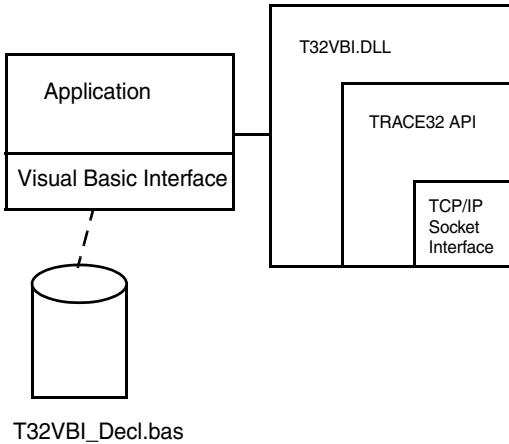 T32VBI.DLL
Application
TRACE32 API
Visual Basic Interface
TCP/IP
Socket
Interface
T32VBI_Decl.bas